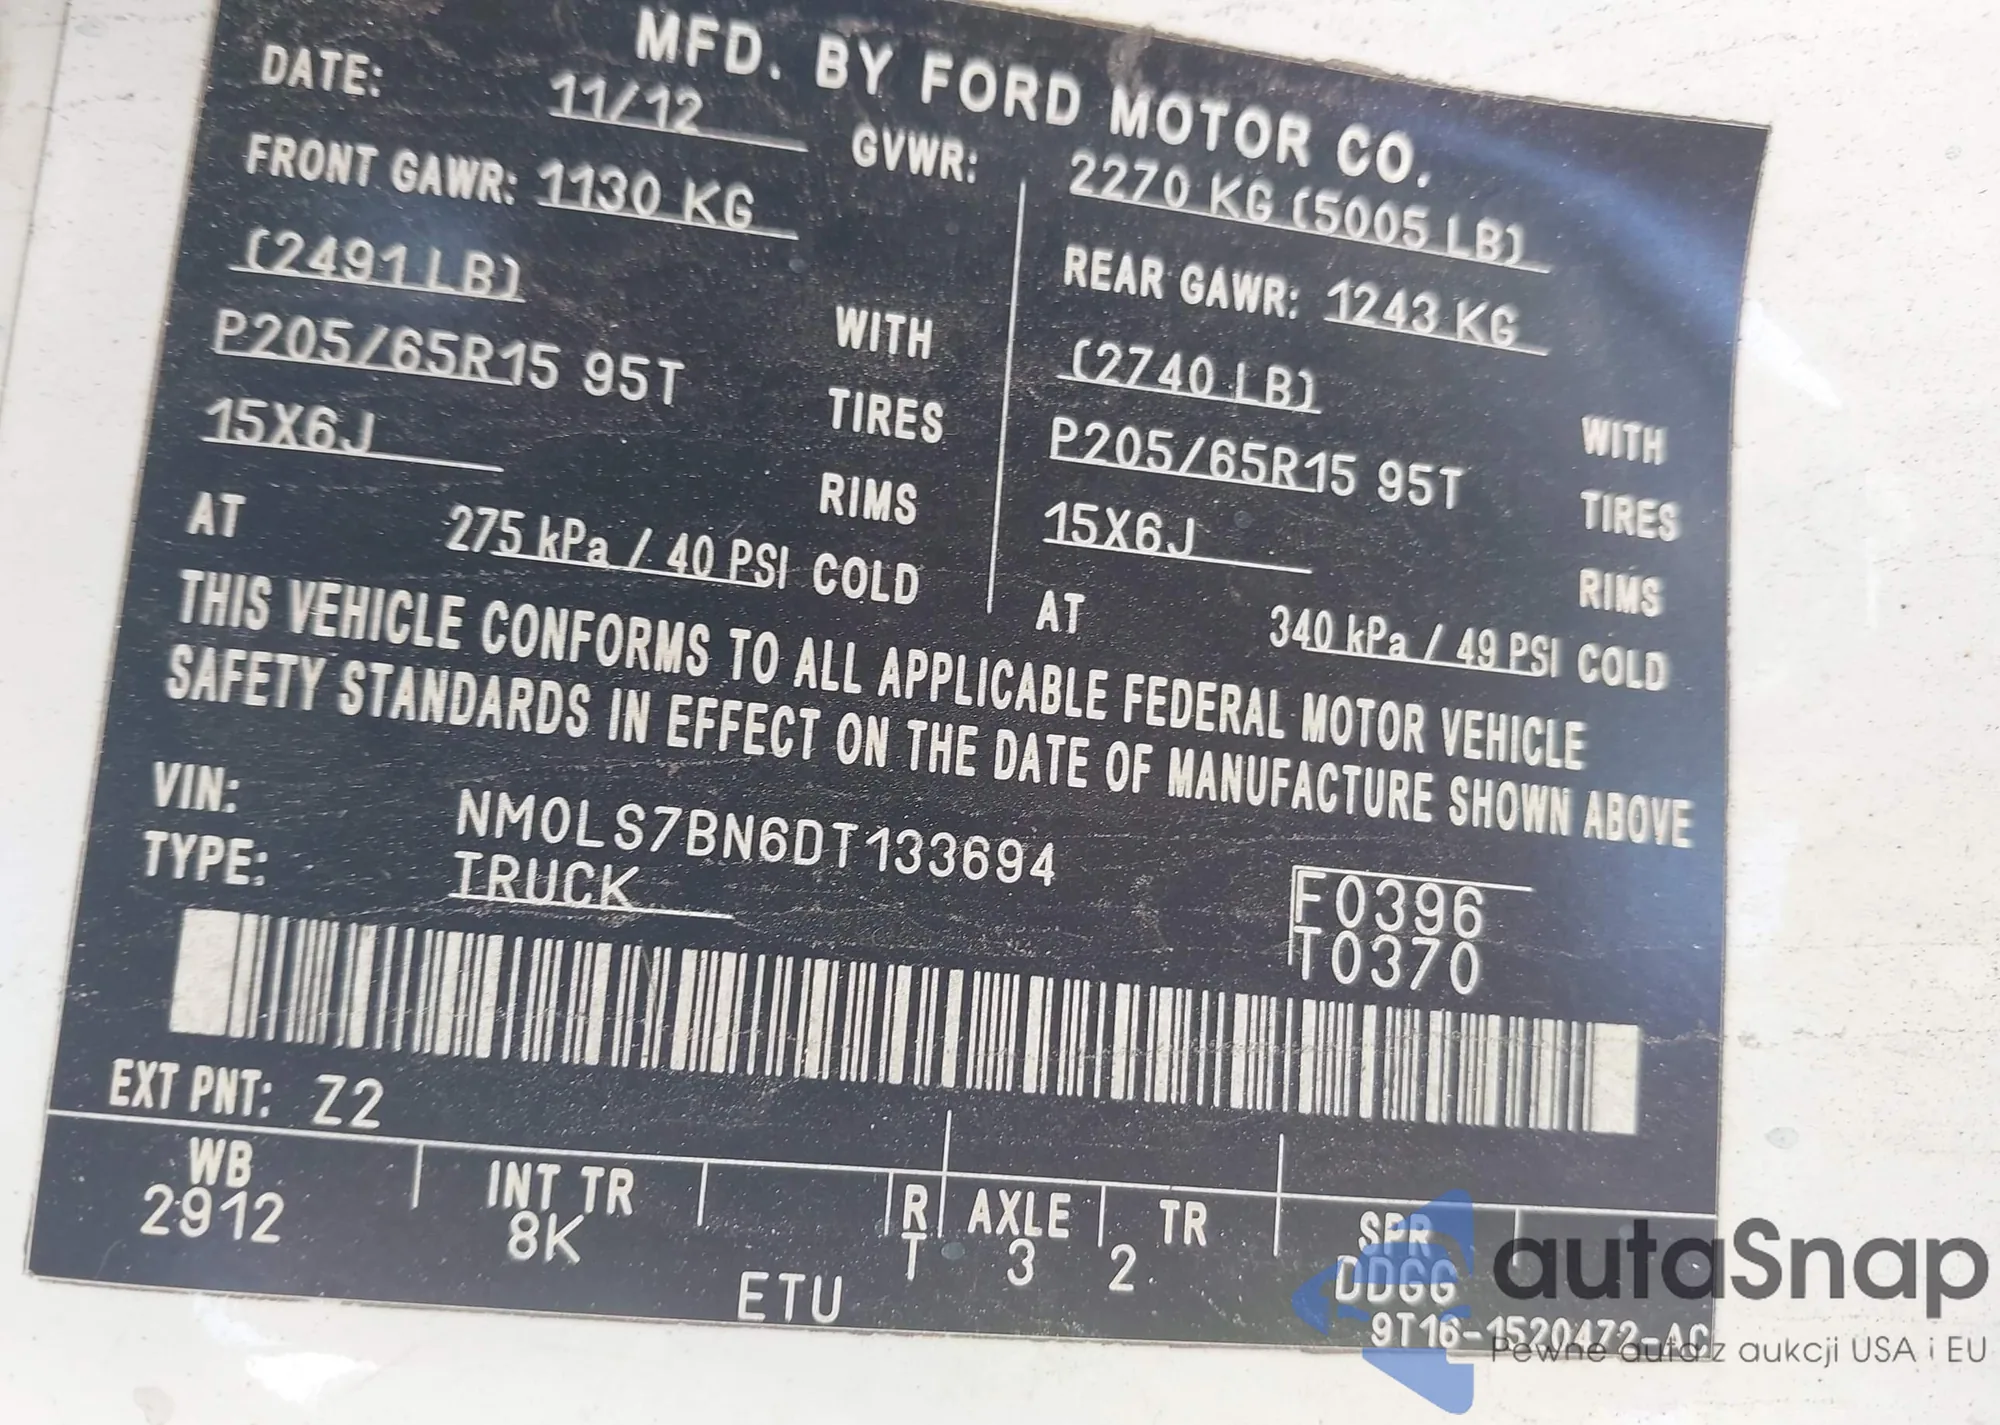 MFD. BY FORD MOTOR CO.
DATE: 11/12 GVWR: 2270 KG (5005 LB)
FRONT GAWR: 1130 KG
(2491 LB) WITH
P205/65R15 95T TIRES
15X6J RIMS
AT 275 kPa / 40 PSI COLD
REAR GAWR: 1243 KG
(2740 LB) WITH
P205/65R15 95T TIRES
15X6J RIMS
AT 340 kPa / 49 PSI COLD
THIS VEHICLE CONFORMS TO ALL APPLICABLE FEDERAL MOTOR VEHICLE
SAFETY STANDARDS IN EFFECT ON THE DATE OF MANUFACTURE SHOWN ABOVE
VIN: NM0LS7BN6DT133694
TYPE: TRUCK
F0396
T0370
EXT PNT: Z2
WB INT TR R AXLE TR SPR
2912 8K T 3 2 DDGG
ETU
9T16-1520472-AC
autaSnap
Pewne auta z aukcji USA i EU